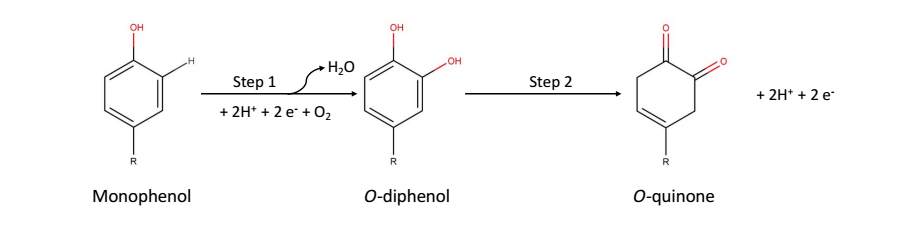 OH
H
R
Monophenol
Step 1
H₂O
+ 2H⁺ + 2 e⁻ + O₂
OH
OH
R
O-diphenol
Step 2
O
O
R
O-quinone
+ 2H⁺ + 2 e⁻